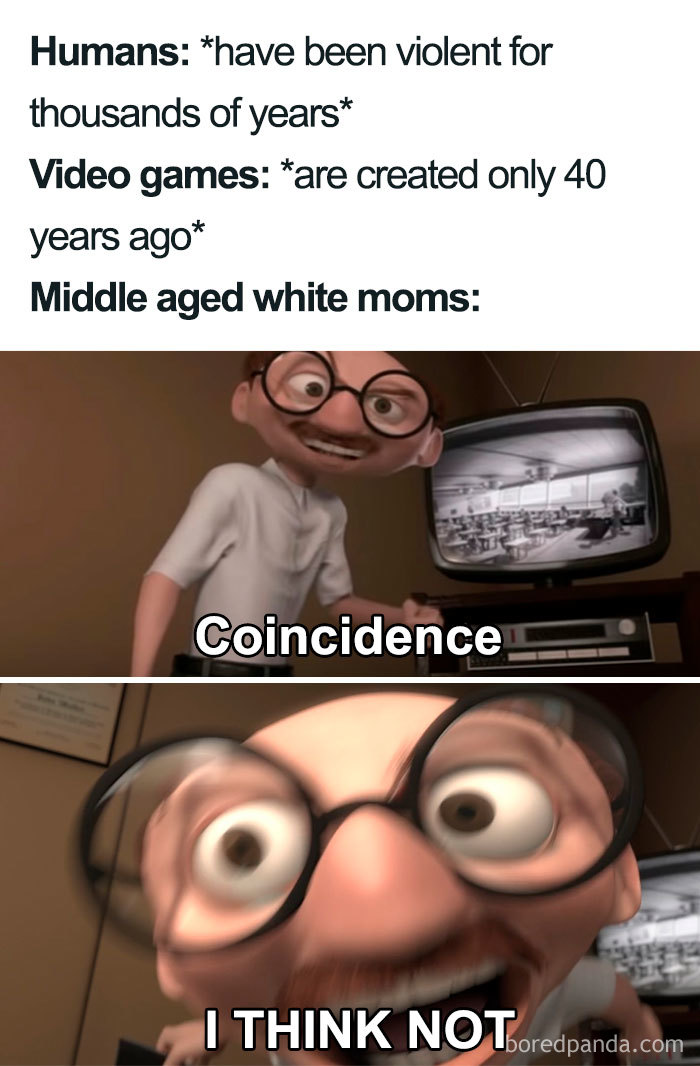 Humans: *have been violent for
thousands of years*
Video games: *are created only 40
years ago*
Middle aged white moms:
Coincidence
I THINK NOT
boredpanda.com